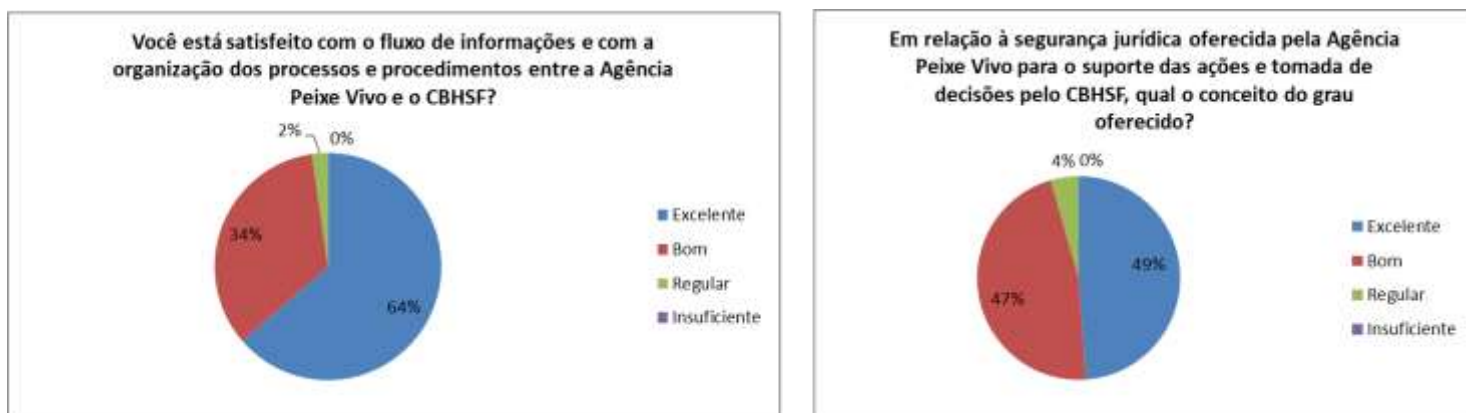 Você está satisfeito com o fluxo de informações e com a
organização dos processos e procedimentos entre a Agência
Peixe Vivo e o CBHSF?
2%
0%
34%
64%
Excelente
Bom
Regular
Insuficiente
Em relação à segurança jurídica oferecida pela Agência
Peixe Vivo para o suporte das ações e tomada de
decisões pelo CBHSF, qual o conceito do grau
oferecido?
4%
0%
49%
47%
Excelente
Bom
Regular
Insuficiente